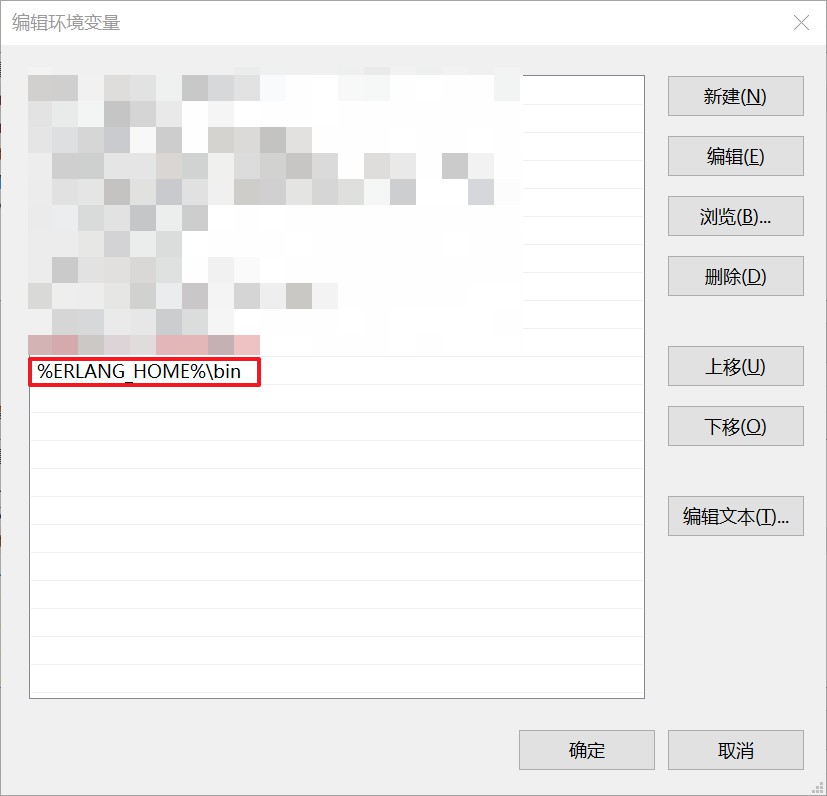 编辑环境变量
新建(N)
编辑(E)
浏览(B)...
删除(D)
上移(U)
%ERLANG_HOME%\bin
下移(O)
编辑文本(T)...
确定
取消